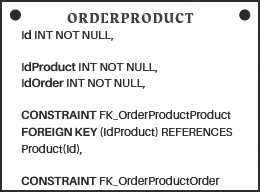 ORDERPRODUCT
Id INT NOT NULL,
IdProduct INT NOT NULL,
IdOrder INT NOT NULL,
CONSTRAINT FK_OrderProductProduct
FOREIGN KEY (IdProduct) REFERENCES
Product(Id),
CONSTRAINT FK_OrderProductOrder